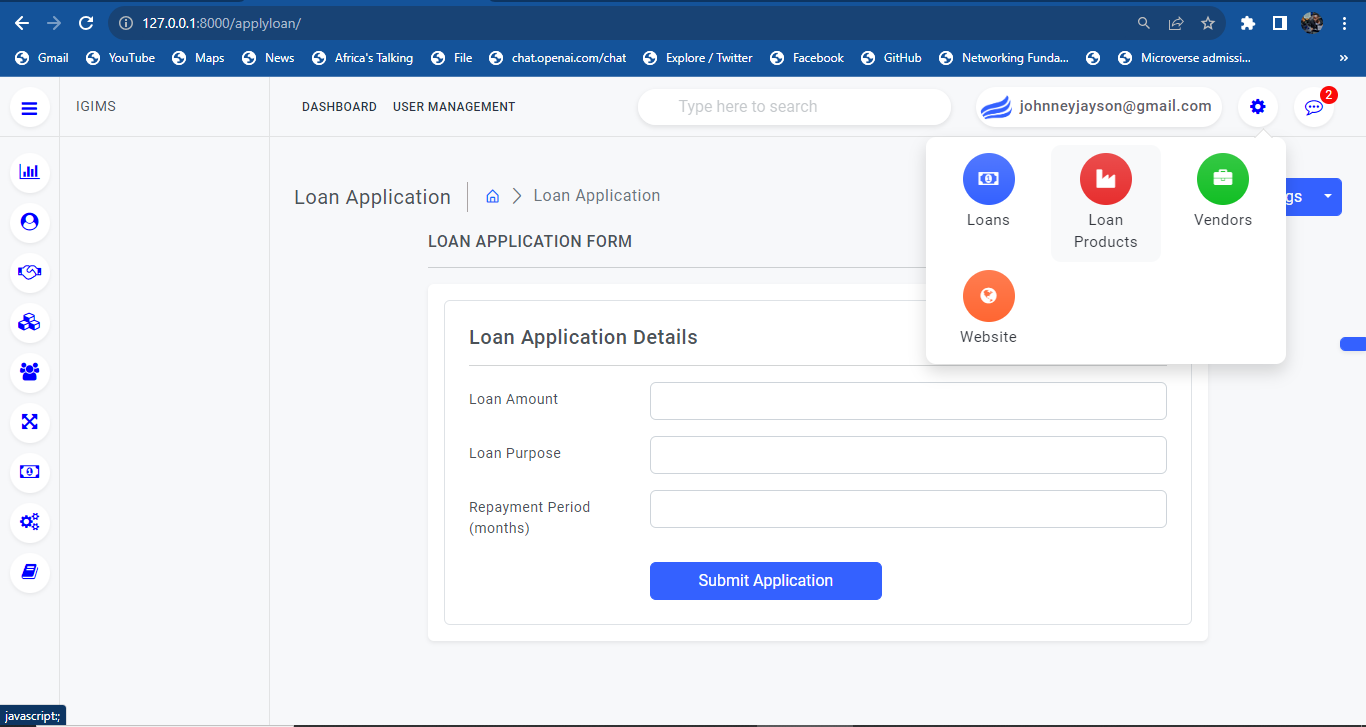 127.0.0.1:8000/applyloan/
Gmail YouTube Maps News Africa's Talking File chat.openai.com/chat Explore / Twitter Facebook GitHub Networking Funda... Microverse admissi... »
IGIMS DASHBOARD USER MANAGEMENT Type here to search johnneyjayson@gmail.com 2
Loans
Loan
Products
Vendors
Website
Loan Application Loan Application gs
LOAN APPLICATION FORM
Loan Application Details
Loan Amount
Loan Purpose
Repayment Period
(months)
Submit Application
javascript:;